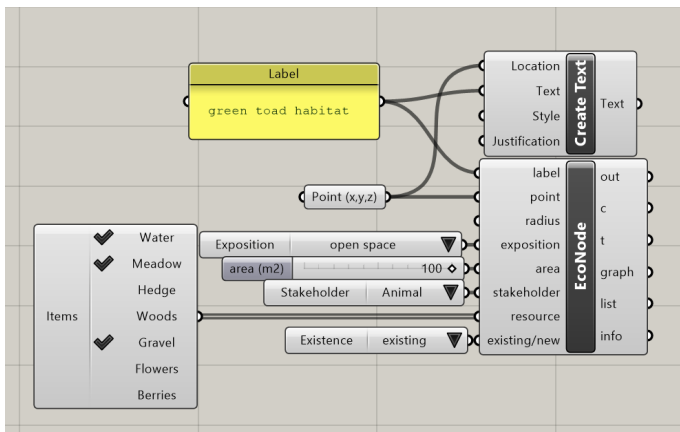 Label
green toad habitat
Location
Text
Style
Justification
Create Text
Text
Point (x,y,z)
label
point
radius
exposition
area
stakeholder
resource
existing/new
EcoNode
out
c
t
graph
list
info
Exposition open space
area (m2) 100
Stakeholder Animal
Existence existing
Items
Water
Meadow
Hedge
Woods
Gravel
Flowers
Berries